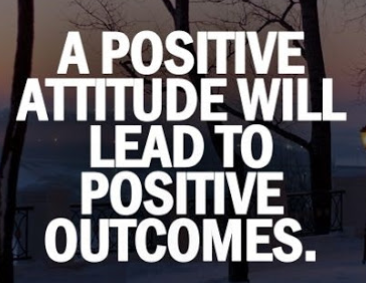 A POSITIVE
ATTITUDE WILL
LEAD TO
POSITIVE
OUTCOMES.